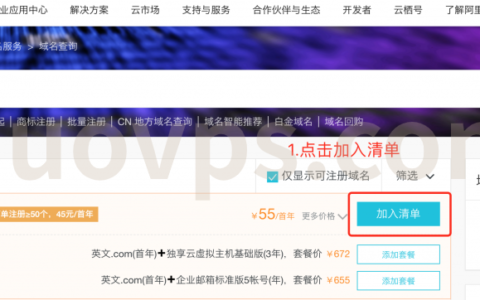 业应用中心 解决方案 云市场 支持与服务 合作伙伴与生态 开发者 云栖号 了解阿里
服务 > 域名查询
| 商标注册 | 批量注册 | CN 地方域名查询 | 域名智能推荐 | 白金域名 | 域名回购
uovps.com
1.点击加入清单
仅显示可注册域名 筛选
单注册≥50个，45元/首年 ¥55/首年 更多价格 加入清单
英文.com(首年)+独享云虚拟主机基础版(3年)，套餐价 ¥672 添加套餐
英文.com(首年)+企业邮箱标准版5帐号(年)，套餐价 ¥655 添加套餐